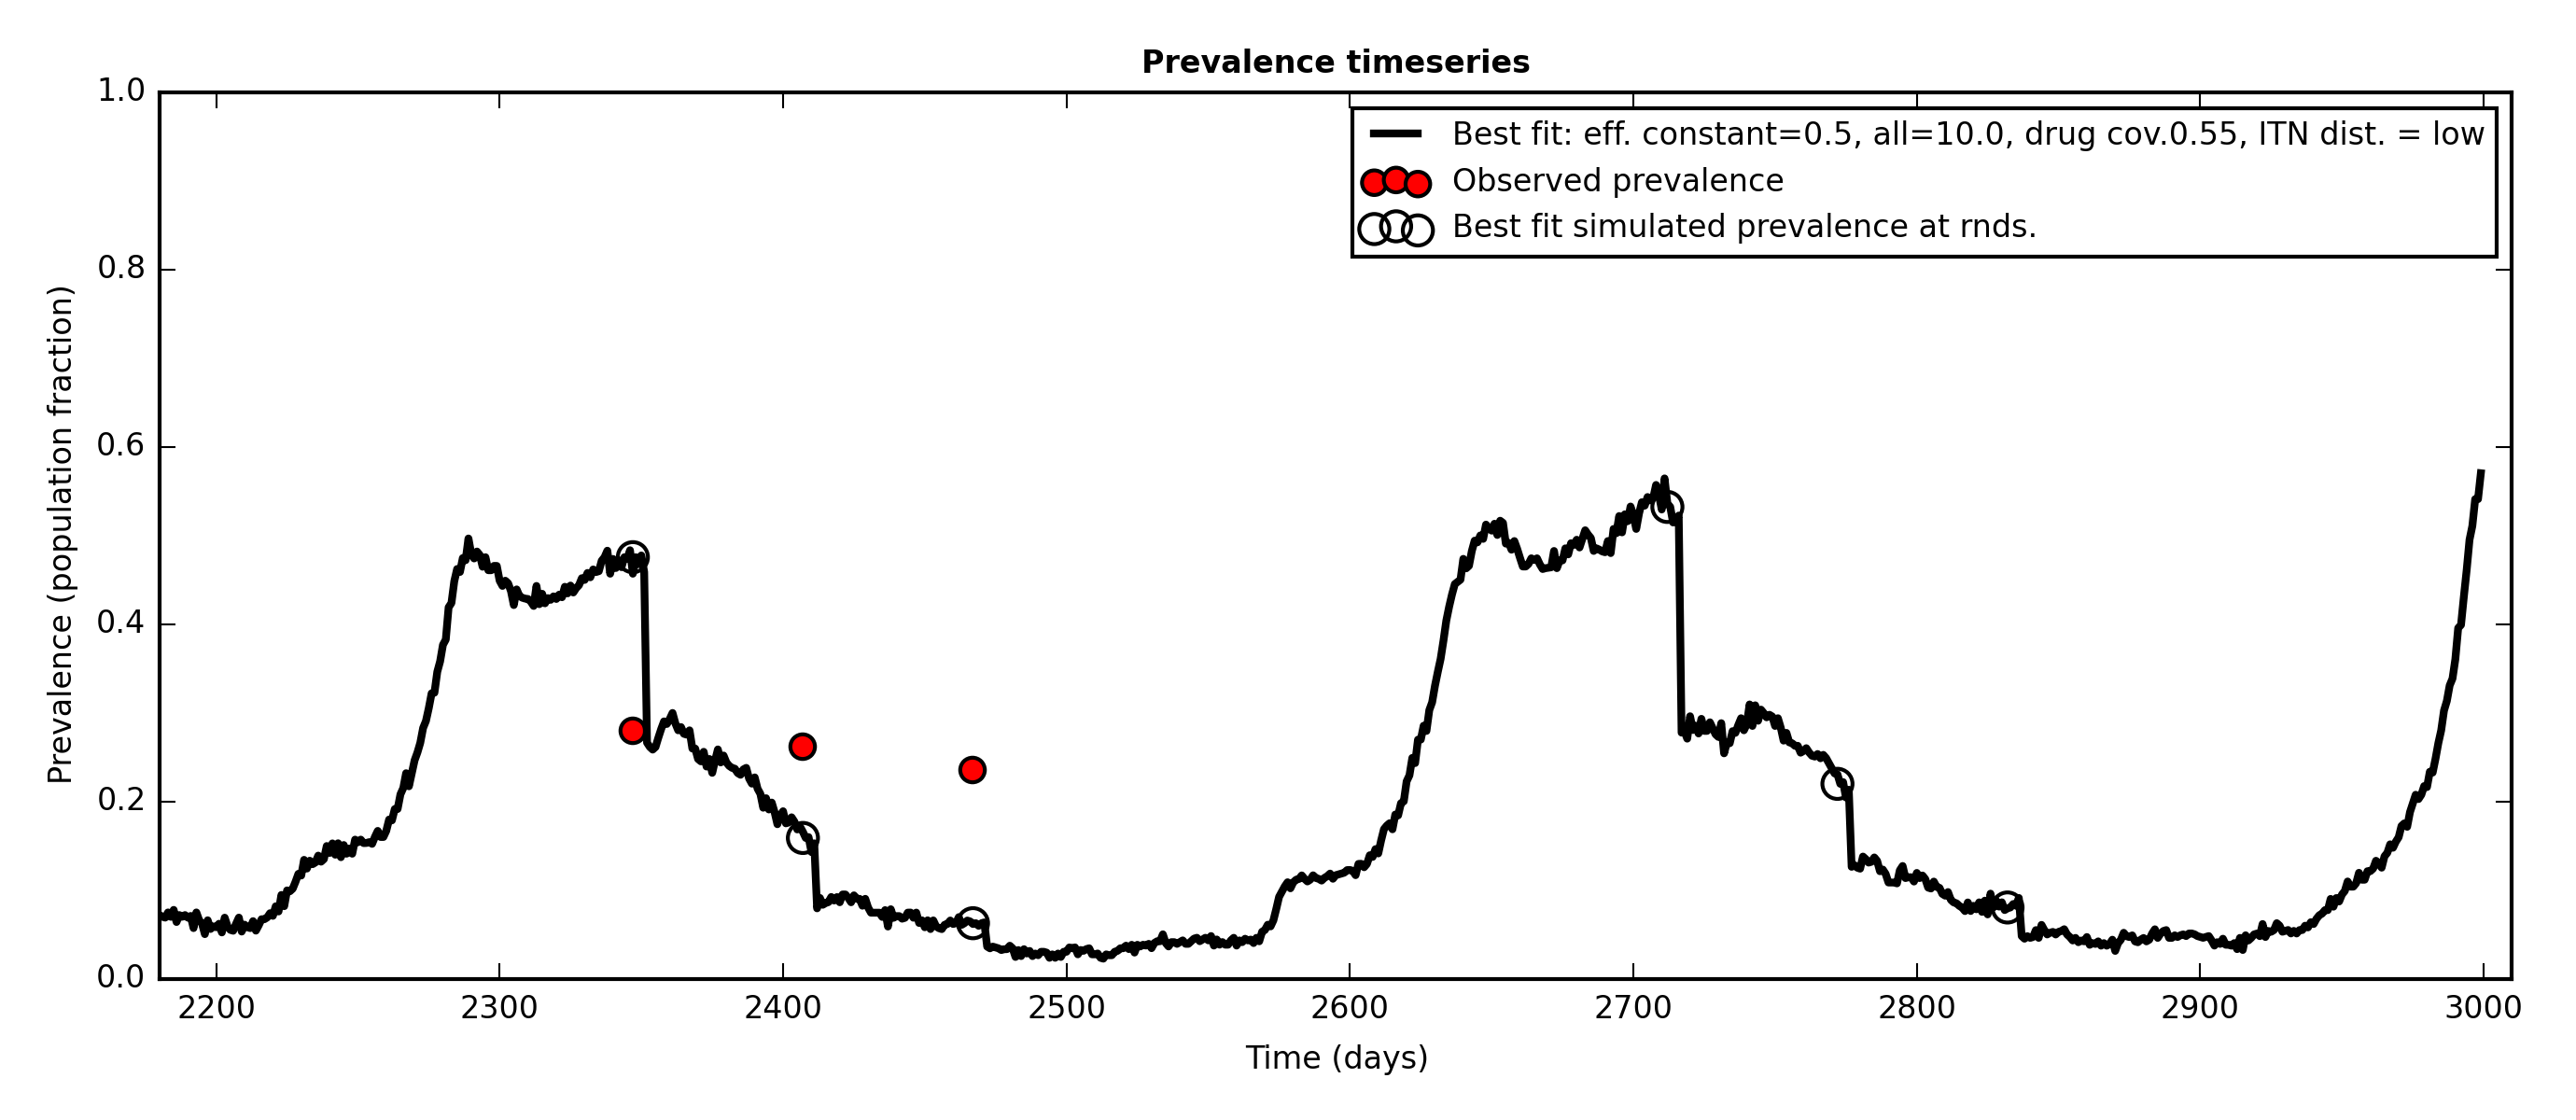 Prevalence timeseries
1.0
0.8
0.6
0.4
0.2
0.0
Prevalence (population fraction)
Best fit: eff. constant=0.5, all=10.0, drug cov.0.55, ITN dist. = low
Observed prevalence
Best fit simulated prevalence at rnds.
2200 2300 2400 2500 2600 2700 2800 2900 3000
Time (days)